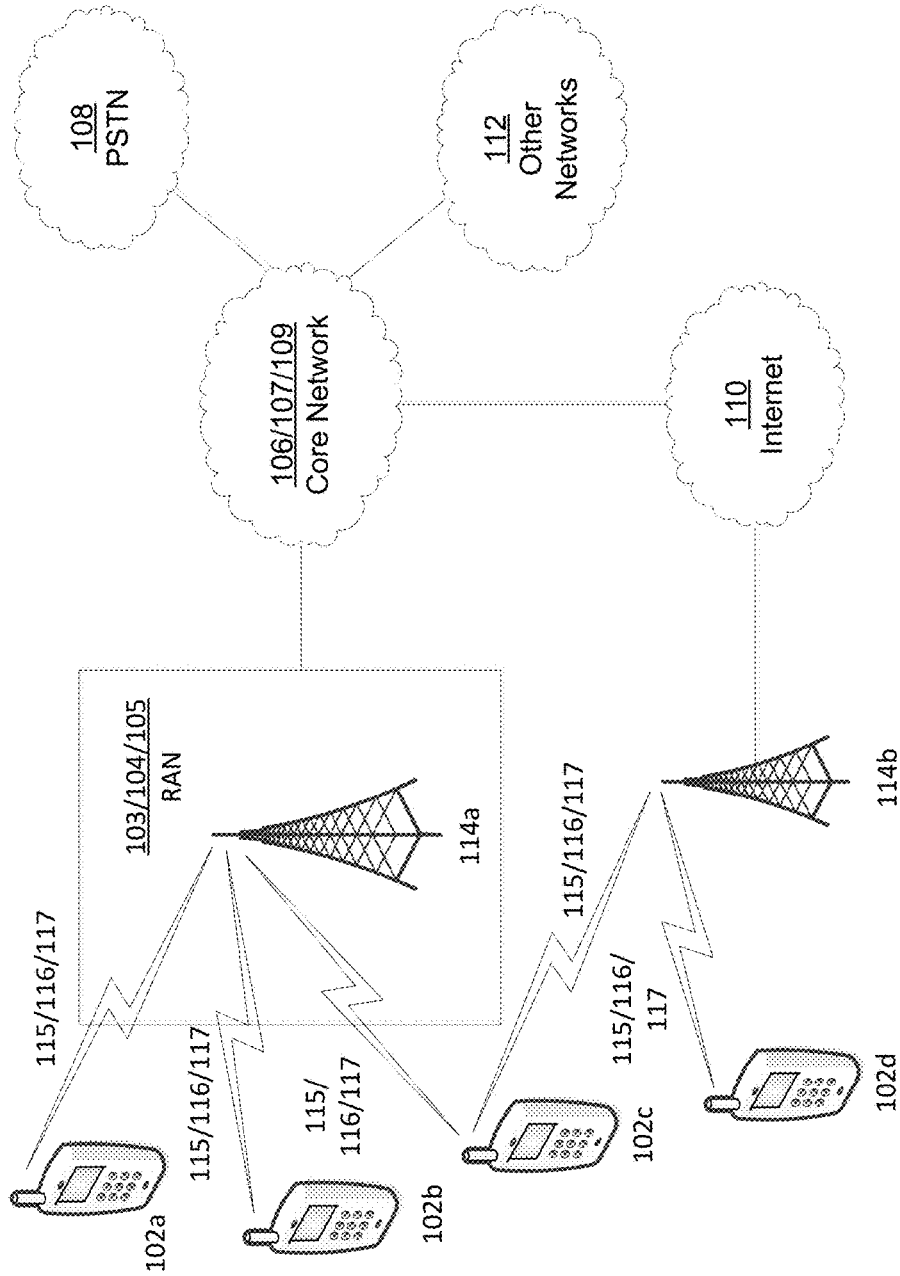 115/116/117
102a
103/104/105
RAN
115/116/117
102b
115/
116/117
114a
106/107/109
Core Network
108
PSTN
112
Other
Networks
102c
115/116/117
115/116/
117
102d
114b
110
Internet